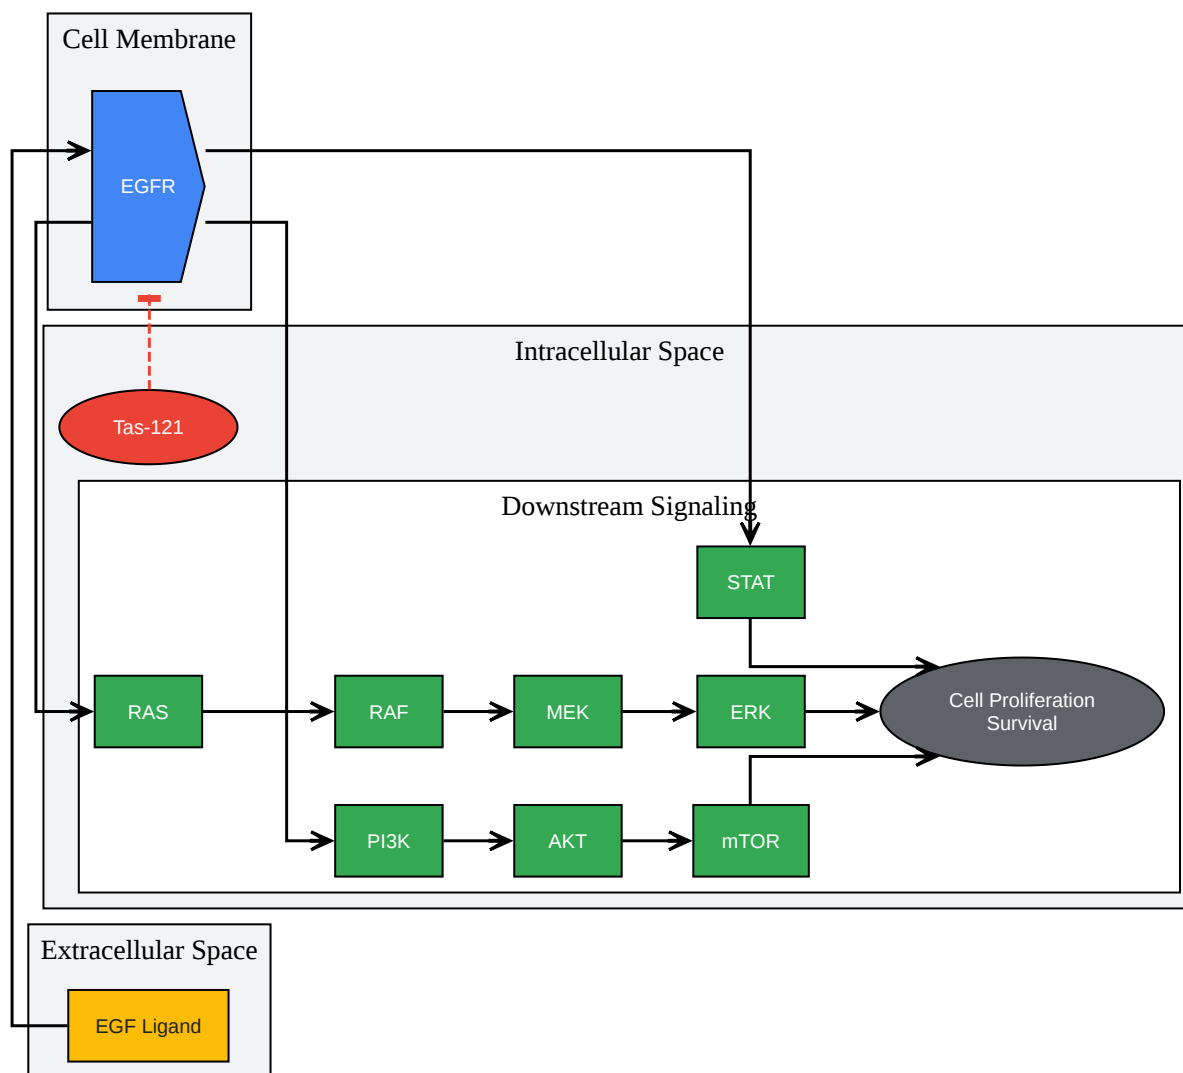 Cell Membrane
EGFR
Intracellular Space
Tas-121
Downstream Signaling
STAT
RAS
RAF
MEK
ERK
Cell Proliferation
Survival
PI3K
AKT
mTOR
Extracellular Space
EGF Ligand